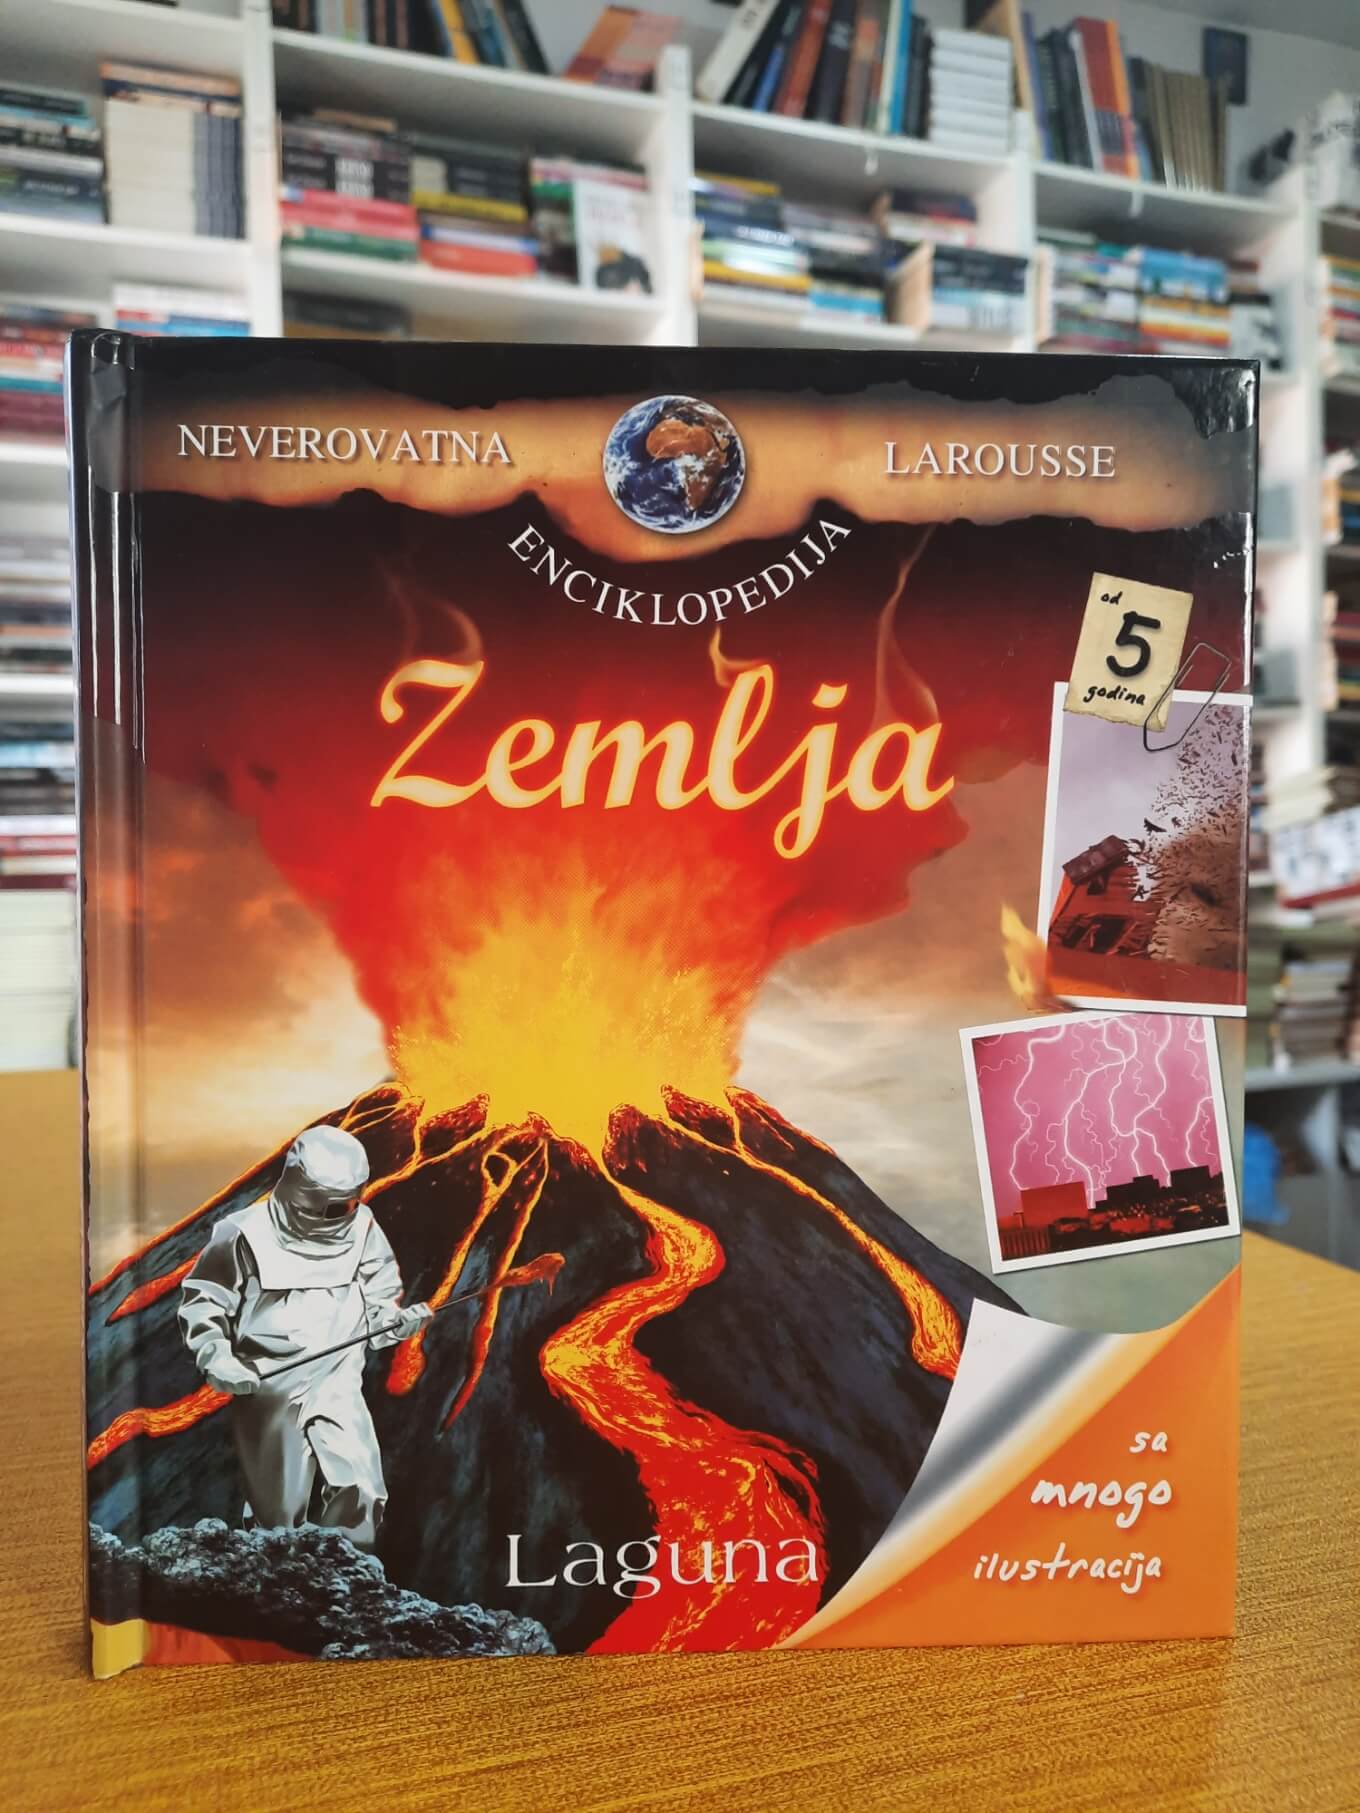 NEVEROVATNA
LAROUSSE
ENCIKLOPEDIJA
Zemlja
od
5
godina
sa
mnogo
ilustracija
Laguna